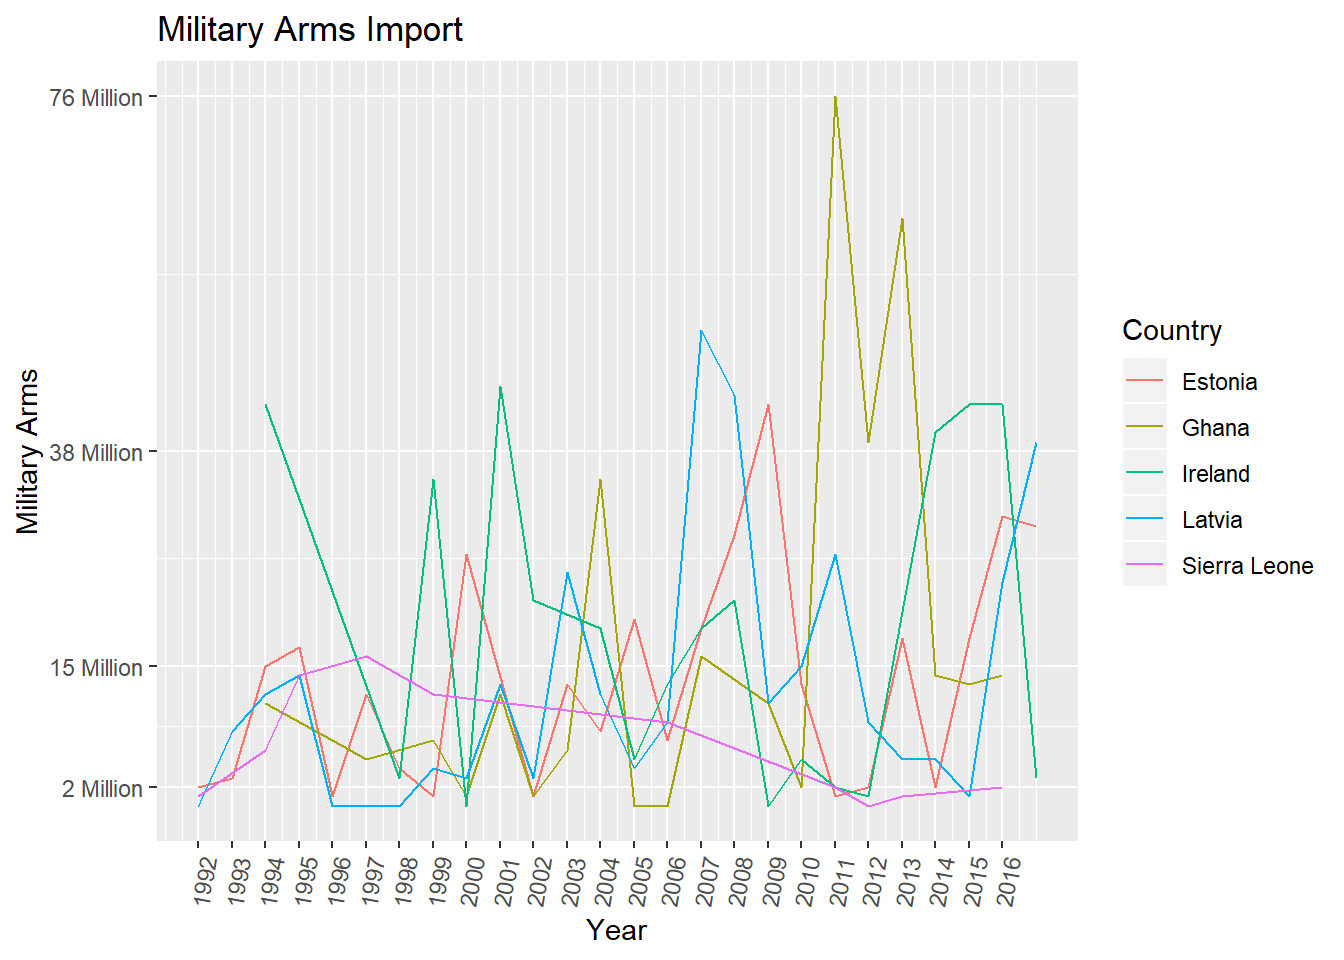 Military Arms Import
76 Million
38 Million
15 Million
2 Million
Military Arms
1992
1993
1994
1995
1996
1997
1998
1999
2000
2001
2002
2003
2004
2005
2006
2007
2008
2009
2010
2011
2012
2013
2014
2015
2016
Year
Country
Estonia
Ghana
Ireland
Latvia
Sierra Leone